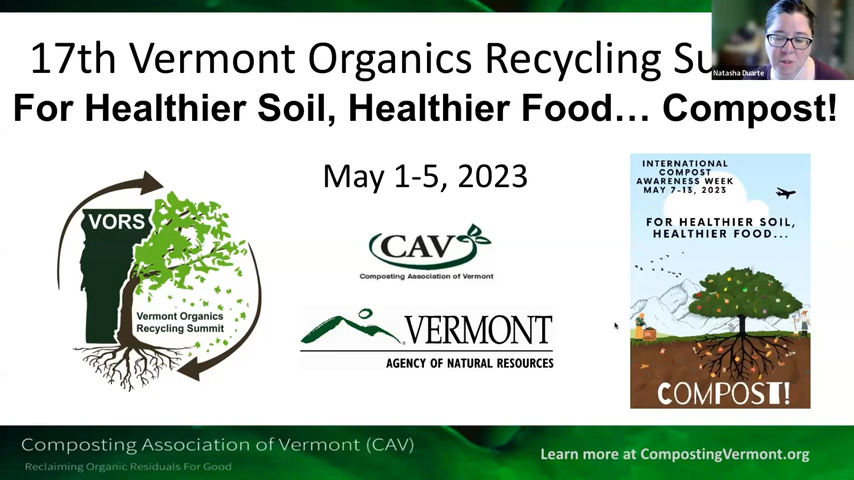 17th Vermont Organics Recycling Su
Natasha Duarte
For Healthier Soil, Healthier Food... Compost!
May 1-5, 2023
VORS
Vermont Organics
Recycling Summit
CAV
Composting Association of Vermont
VERMONT
AGENCY OF NATURAL RESOURCES
INTERNATIONAL
COMPOST
AWARENESS WEEK
MAY 7-13, 2023
FOR HEALTHIER SOIL,
HEALTHIER FOOD...
COMPOST!
Composting Association of Vermont (CAV)
Reclaiming Organic Residuals For Good
Learn more at CompostingVermont.org